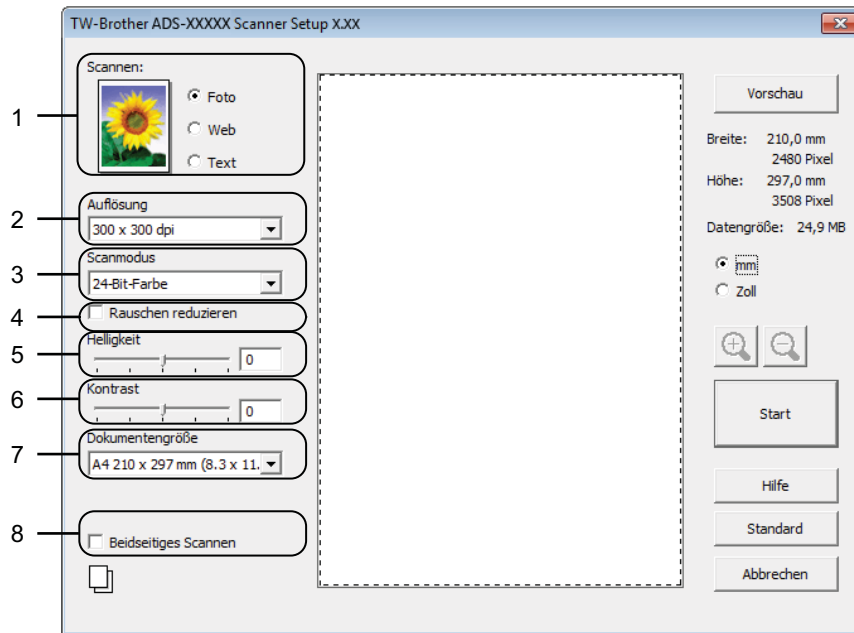 TW-Brother ADS-XXXXX Scanner Setup X.XX
1
Scannen:
Foto
Web
Text
2
Auflösung
300 x 300 dpi
3
Scanmodus
24-Bit-Farbe
4
Rauschen reduzieren
5
Helligkeit
0
6
Kontrast
0
7
Dokumentengröße
A4 210 x 297 mm (8.3 x 11.
8
Beidseitiges Scannen
Vorschau
Breite: 210,0 mm
2480 Pixel
Höhe: 297,0 mm
3508 Pixel
Datengröße: 24,9 MB
mm
Zoll
Start
Hilfe
Standard
Abbrechen